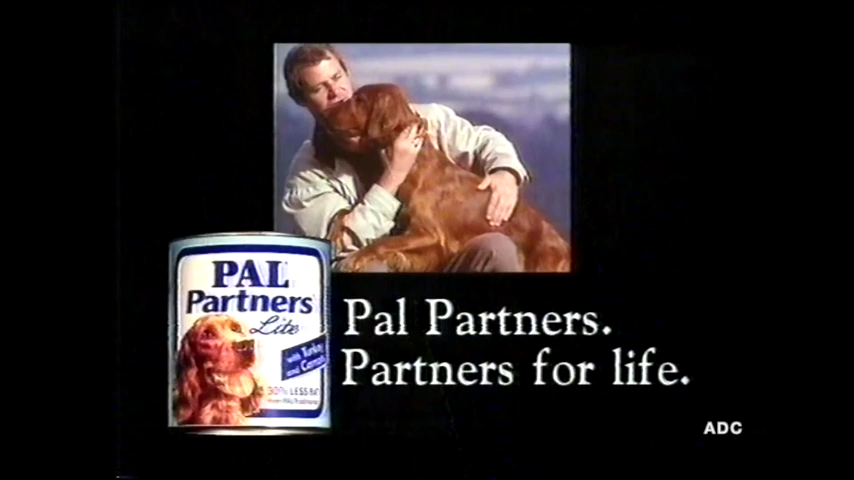 PAL
Partners
Lite
with Turkey
and Carrots
30% LESS FAT
Pal Partners.
Partners for life.
ADC